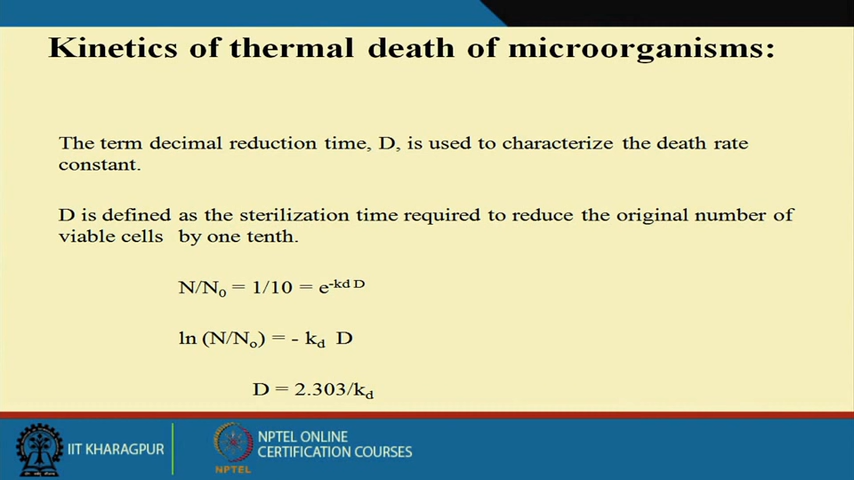 Kinetics of thermal death of microorganisms:
The term decimal reduction time, D, is used to characterize the death rate
constant.
D is defined as the sterilization time required to reduce the original number of
viable cells by one tenth.
N/N₀ = 1/10 = e^-kd D
ln (N/Nₒ) = - k_d D
D = 2.303/k_d
IIT KHARAGPUR
NPTEL
NPTEL ONLINE
CERTIFICATION COURSES